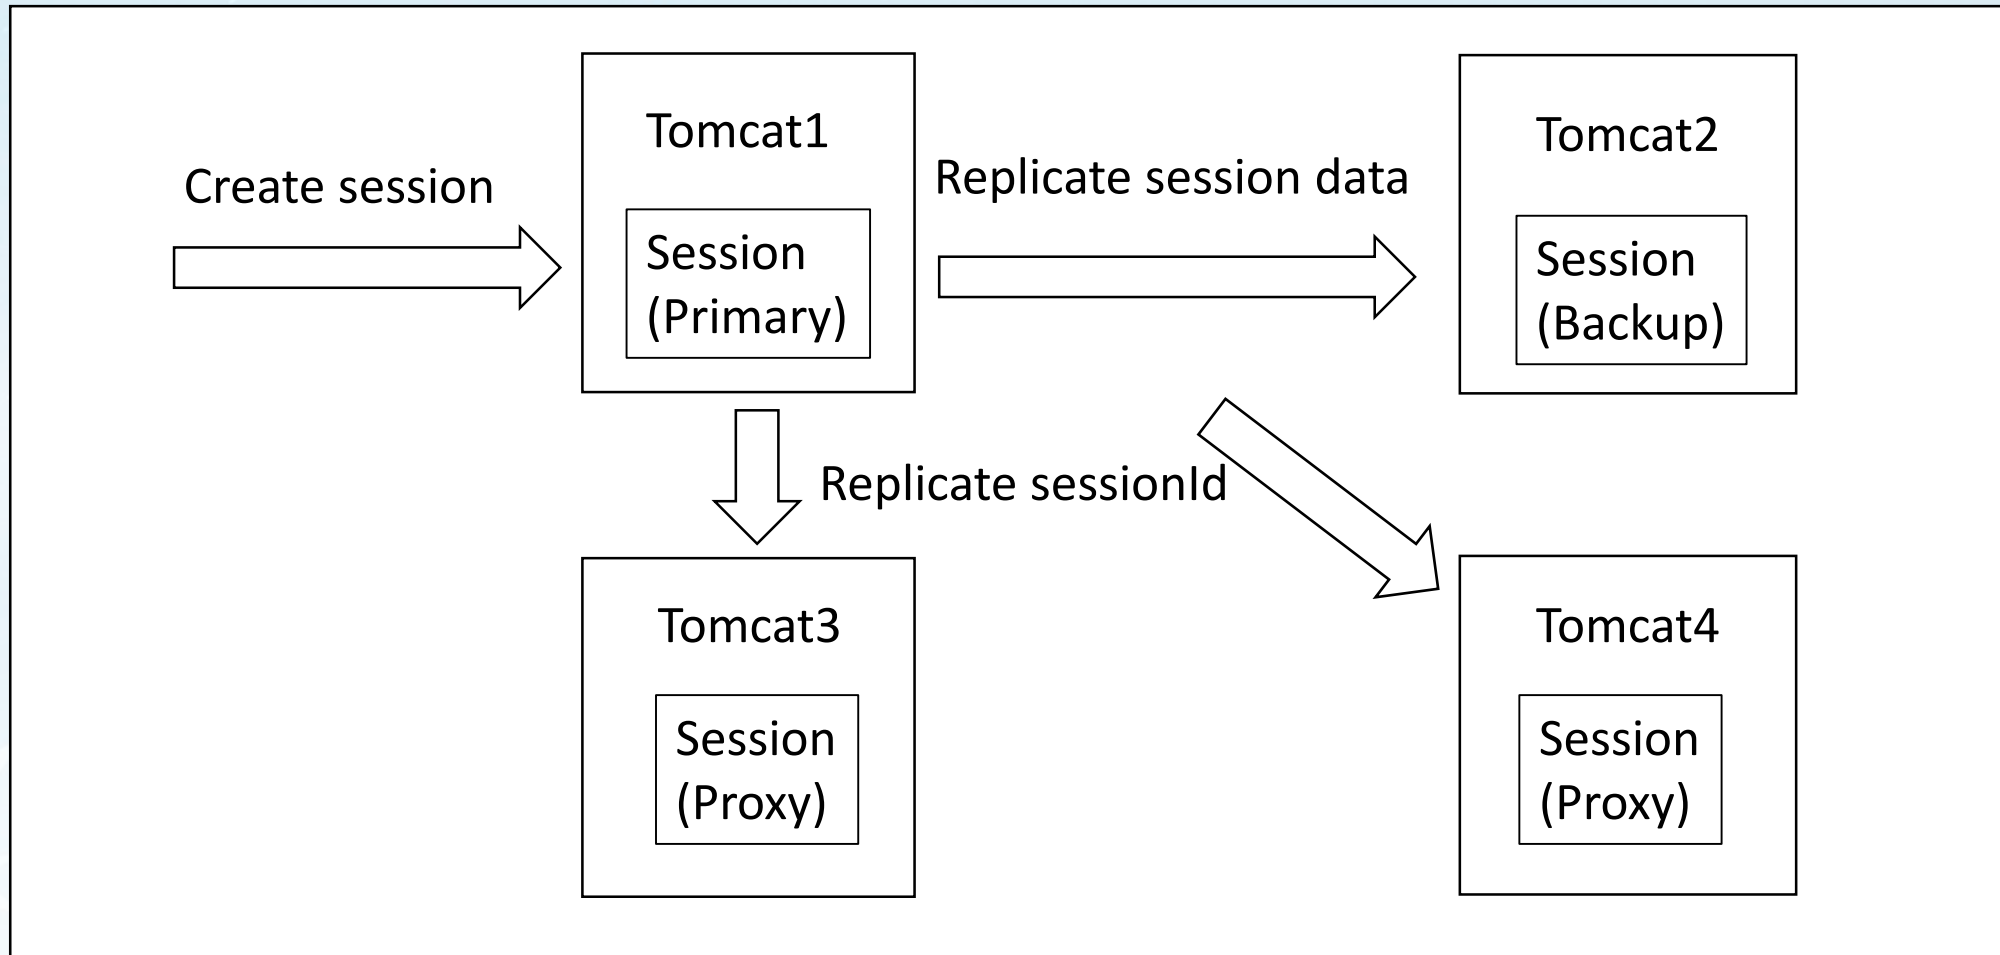 Tomcat1
Tomcat2
Create session
Replicate session data
Session
(Primary)
Session
(Backup)
Replicate sessionId
Tomcat3
Tomcat4
Session
(Proxy)
Session
(Proxy)